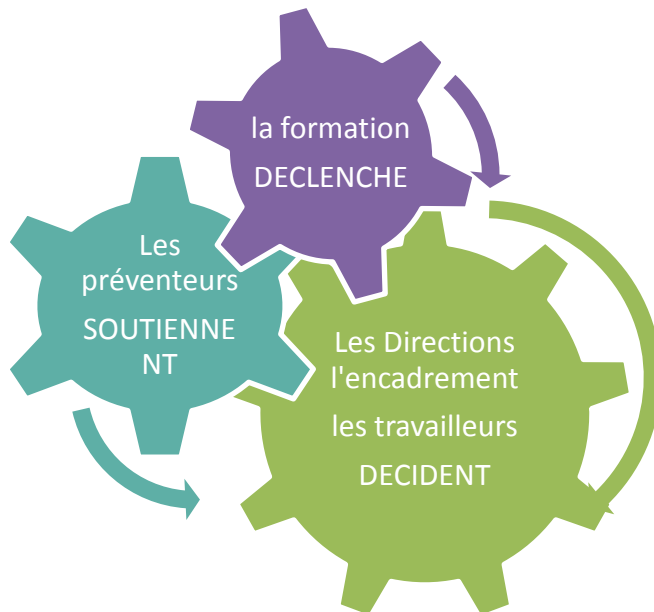 la formation
DECLENCHE
Les
préventeurs
SOUTIENNE
NT
Les Directions
l'encadrement
les travailleurs
DECIDENT